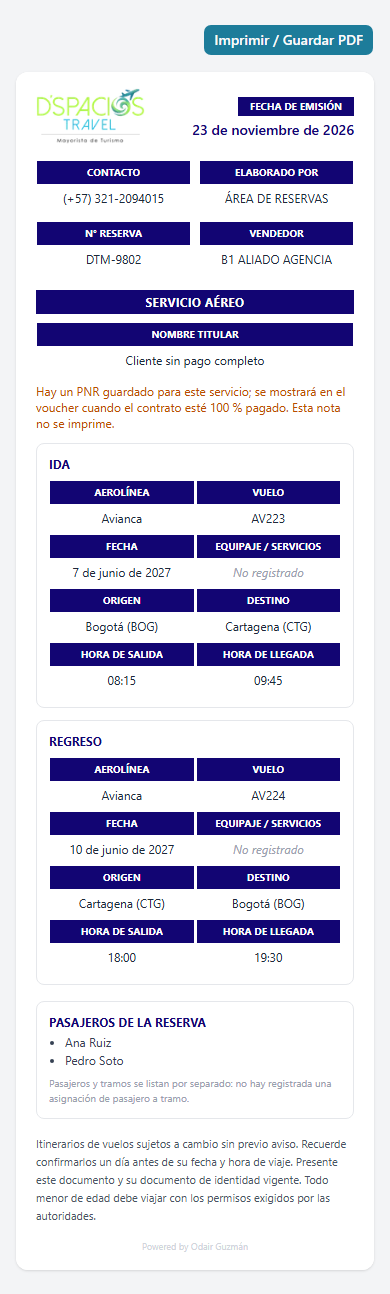 Imprimir / Guardar PDF
D'SPACIOS
TRAVEL
Mayorista de Turismo
FECHA DE EMISIÓN
23 de noviembre de 2026
CONTACTO
ELABORADO POR
(+57) 321-2094015
ÁREA DE RESERVAS
N° RESERVA
VENDEDOR
DTM-9802
B1 ALIADO AGENCIA
SERVICIO AÉREO
NOMBRE TITULAR
Cliente sin pago completo
Hay un PNR guardado para este servicio; se mostrará en el
voucher cuando el contrato esté 100 % pagado. Esta nota
no se imprime.
IDA
AEROLÍNEA
VUELO
Avianca
AV223
FECHA
EQUIPAJE / SERVICIOS
7 de junio de 2027
No registrado
ORIGEN
DESTINO
Bogotá (BOG)
Cartagena (CTG)
HORA DE SALIDA
HORA DE LLEGADA
08:15
09:45
REGRESO
AEROLÍNEA
VUELO
Avianca
AV224
FECHA
EQUIPAJE / SERVICIOS
10 de junio de 2027
No registrado
ORIGEN
DESTINO
Cartagena (CTG)
Bogotá (BOG)
HORA DE SALIDA
HORA DE LLEGADA
18:00
19:30
PASAJEROS DE LA RESERVA
• Ana Ruiz
• Pedro Soto
Pasajeros y tramos se listan por separado: no hay registrada una
asignación de pasajero a tramo.
Itinerarios de vuelos sujetos a cambio sin previo aviso. Recuerde
confirmarlos un día antes de su fecha y hora de viaje. Presente
este documento y su documento de identidad vigente. Todo
menor de edad debe viajar con los permisos exigidos por las
autoridades.
Powered by Odair Guzmán